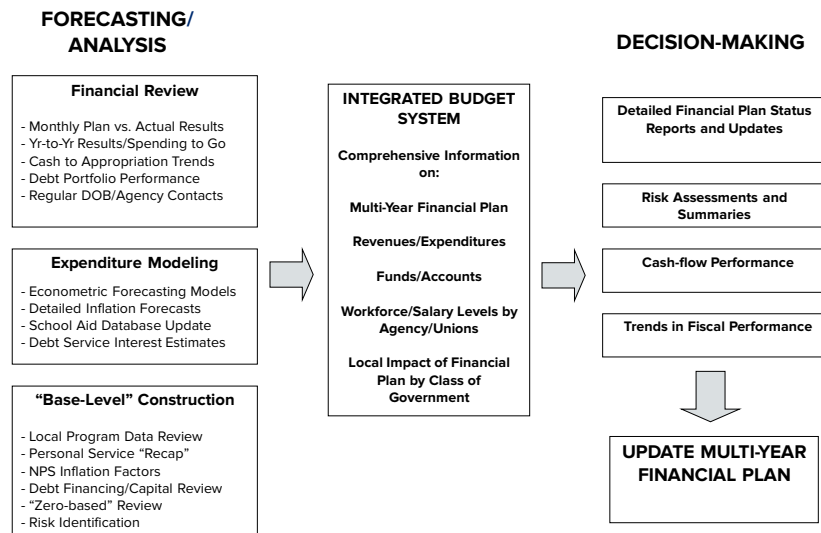 FORECASTING/
ANALYSIS
Financial Review
- Monthly Plan vs. Actual Results
- Yr-to-Yr Results/Spending to Go
- Cash to Appropriation Trends
- Debt Portfolio Performance
- Regular DOB/Agency Contacts
Expenditure Modeling
- Econometric Forecasting Models
- Detailed Inflation Forecasts
- School Aid Database Update
- Debt Service Interest Estimates
“Base-Level” Construction
- Local Program Data Review
- Personal Service “Recap”
- NPS Inflation Factors
- Debt Financing/Capital Review
- “Zero-based” Review
- Risk Identification
INTEGRATED BUDGET
SYSTEM
Comprehensive Information
on:
Multi-Year Financial Plan
Revenues/Expenditures
Funds/Accounts
Workforce/Salary Levels by
Agency/Unions
Local Impact of Financial
Plan by Class of
Government
DECISION-MAKING
Detailed Financial Plan Status
Reports and Updates
Risk Assessments and
Summaries
Cash-flow Performance
Trends in Fiscal Performance
UPDATE MULTI-YEAR
FINANCIAL PLAN